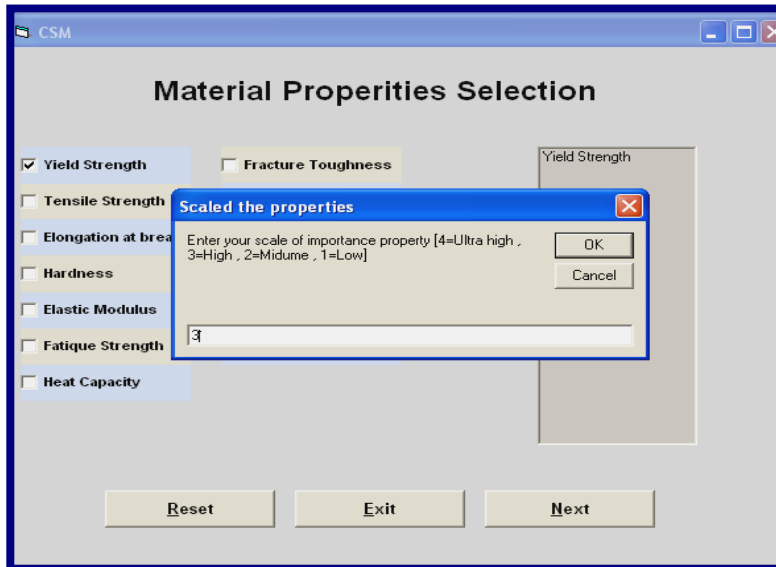 CSM
Material Properities Selection
Yield Strength
Fracture Toughness
Yield Strength
Tensile Strength
Scaled the properties
Elongation at brea
Enter your scale of importance property [4=Ultra high ,
3=High , 2=Midume , 1=Low]
OK
Cancel
Hardness
Elastic Modulus
3
Fatique Strength
Heat Capacity
Reset
Exit
Next